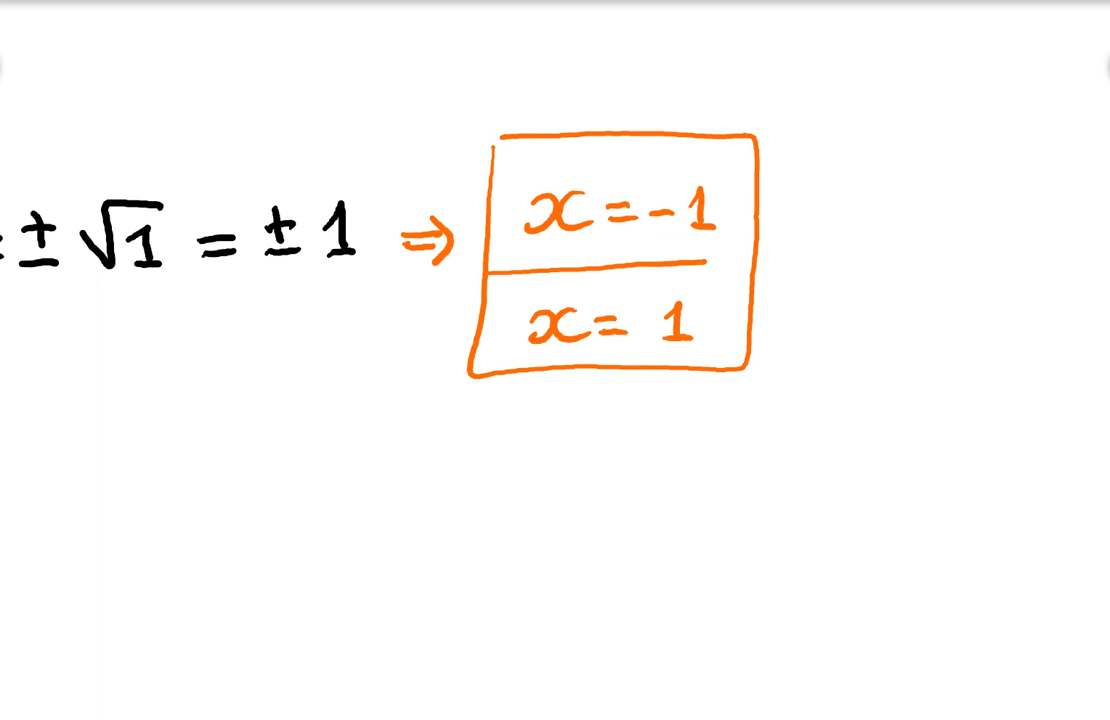 = ± √1 = ± 1 ⇒
x = -1
x = 1